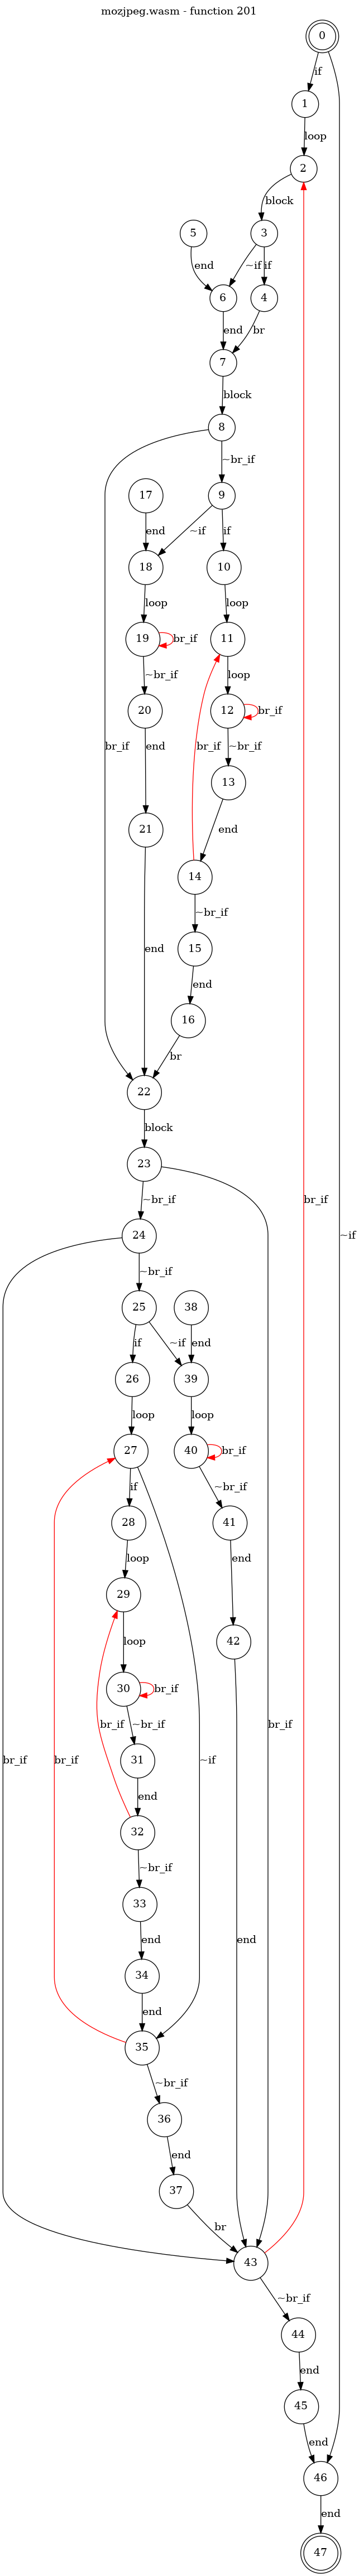 mozjpeg.wasm - function 201
0
if
1
loop
2
block
5
3
end
~if
if
6
4
end
br
7
block
8
~br_if
17
9
end
~if
if
18
10
loop
loop
19
br_if
11
~br_if
loop
20
12
br_if
br_if
br_if
end
~br_if
21
13
end
14
~br_if
end
15
end
16
br
22
block
23
~br_if
br_if
~if
24
~br_if
25
38
if
~if
end
26
39
loop
loop
27
40
br_if
if
~br_if
28
41
loop
end
29
42
loop
30
br_if
br_if
~br_if
br_if
br_if
31
~if
br_if
end
32
~br_if
33
end
end
34
end
35
~br_if
36
end
37
br
43
~br_if
44
end
45
end
46
end
47